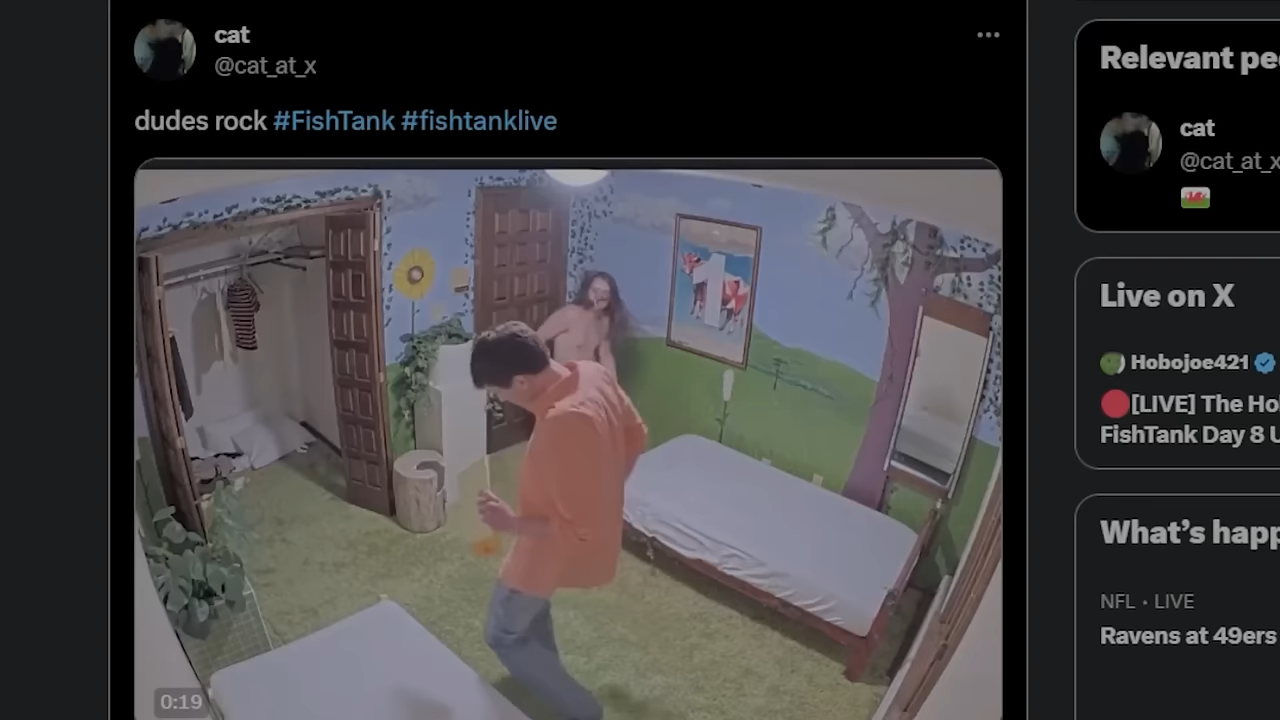 cat
@cat_at_x
dudes rock #FishTank #fishtanklive
0:19
Relevant pe
cat
@cat_at_x
Live on X
Hobojoe421
[LIVE] The Ho
FishTank Day 8 U
What's happ
NFL · LIVE
Ravens at 49ers